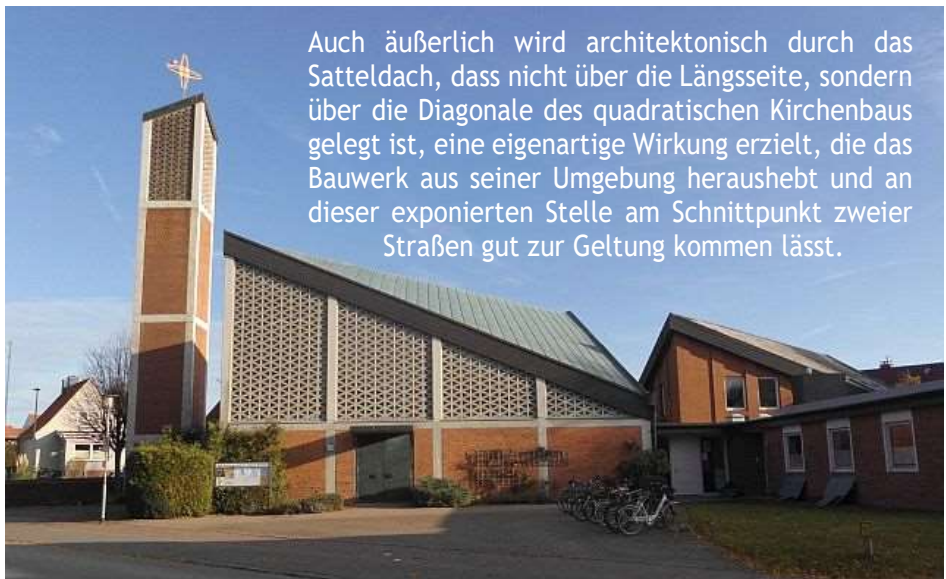 Auch äußerlich wird architektonisch durch das
Satteldach, dass nicht über die Längsseite, sondern
über die Diagonale des quadratischen Kirchenbaus
gelegt ist, eine eigenartige Wirkung erzielt, die das
Bauwerk aus seiner Umgebung heraushebt und an
dieser exponierten Stelle am Schnittpunkt zweier
Straßen gut zur Geltung kommen lässt.